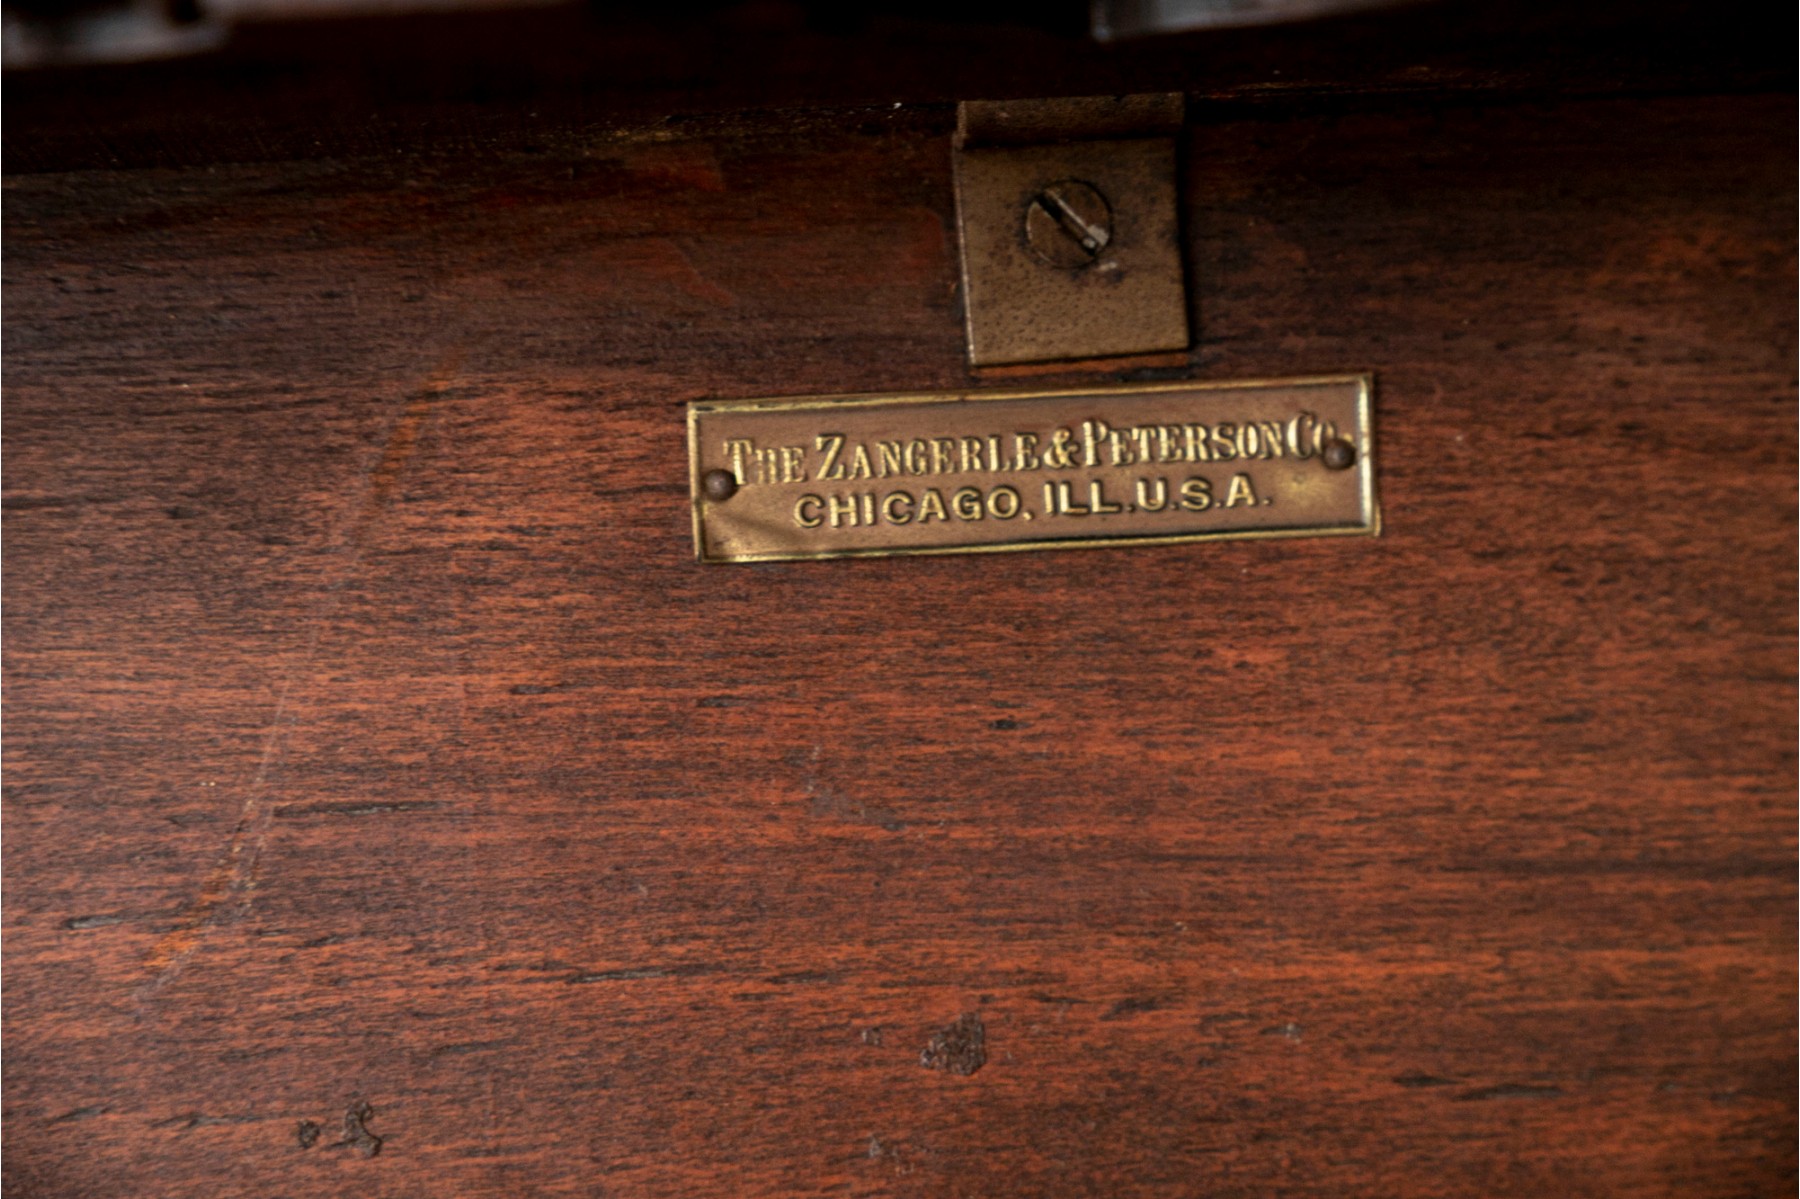 THE ZANGERLE & PETERSON Co.
CHICAGO, ILL. U.S.A.